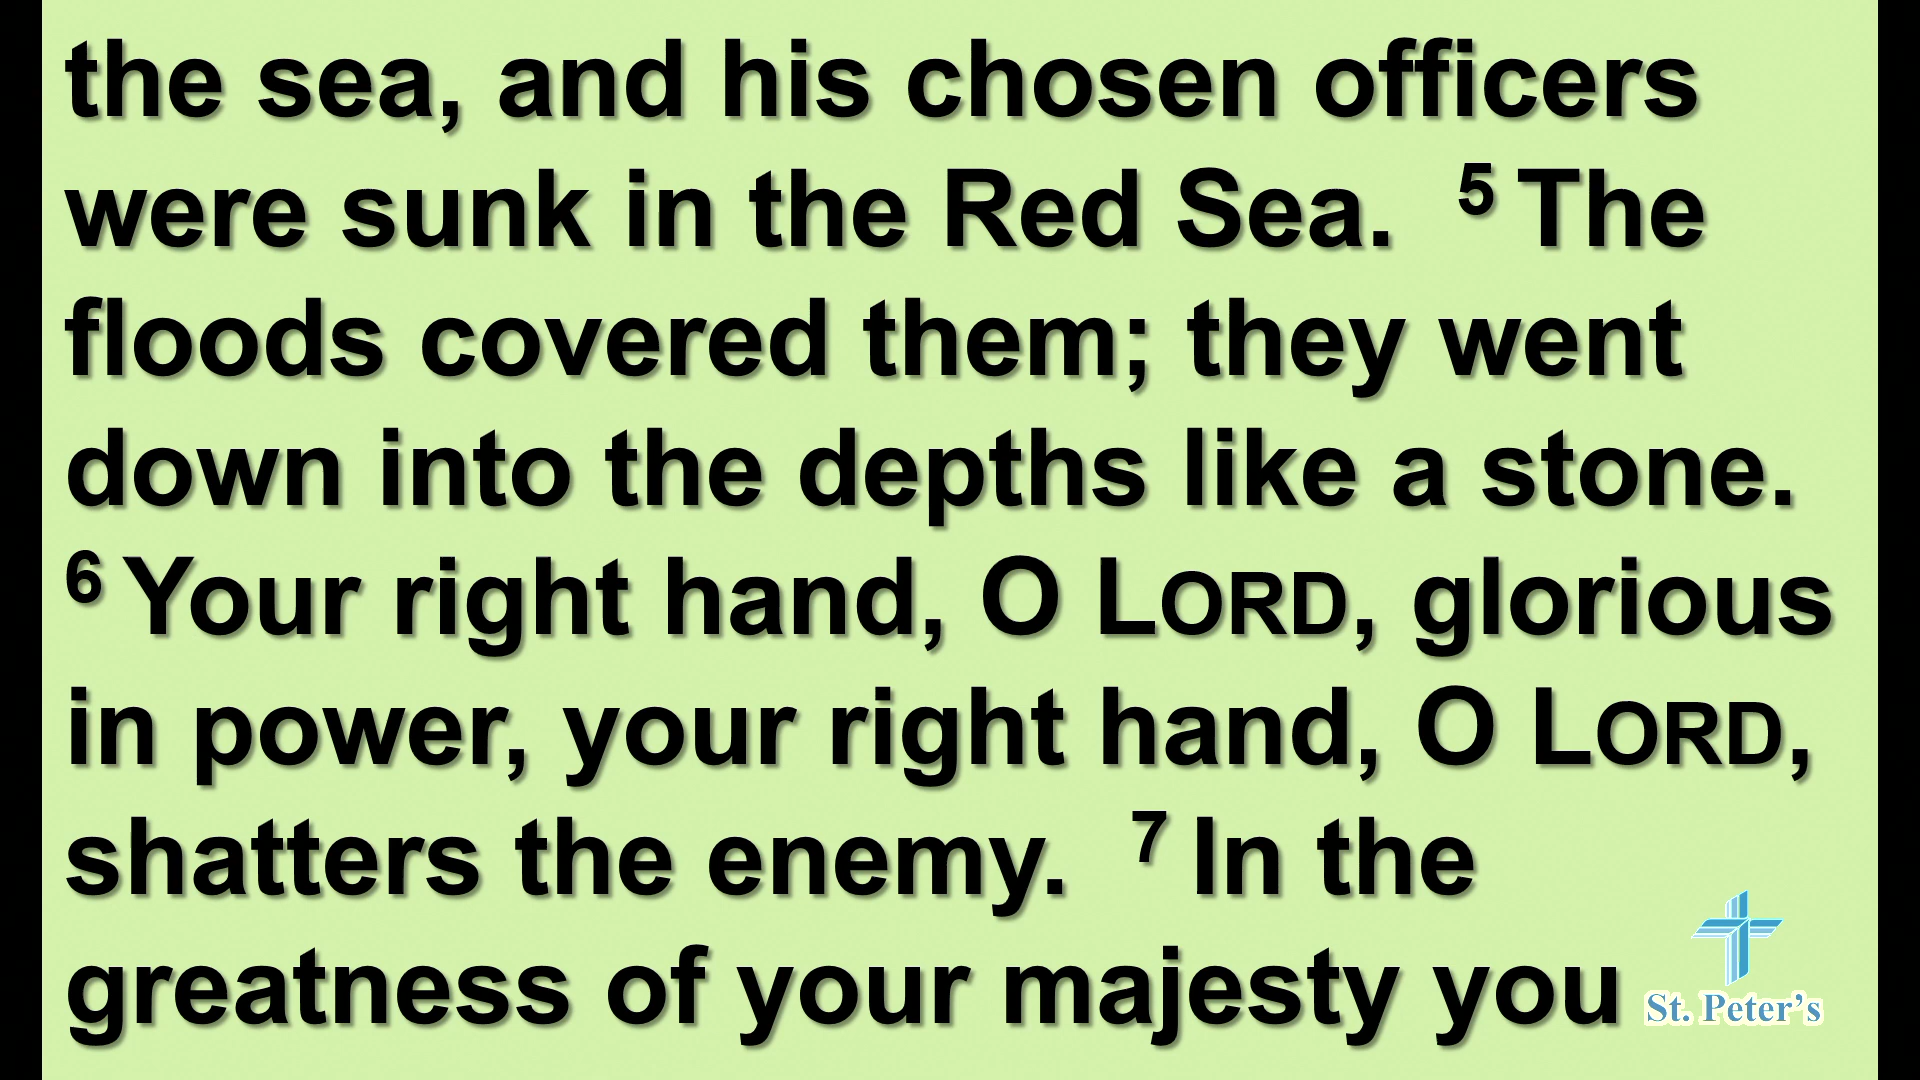 the sea, and his chosen officers
were sunk in the Red Sea. 5 The
floods covered them; they went
down into the depths like a stone.
6 Your right hand, O LORD, glorious
in power, your right hand, O LORD,
shatters the enemy. 7 In the
greatness of your majesty you
St. Peter's